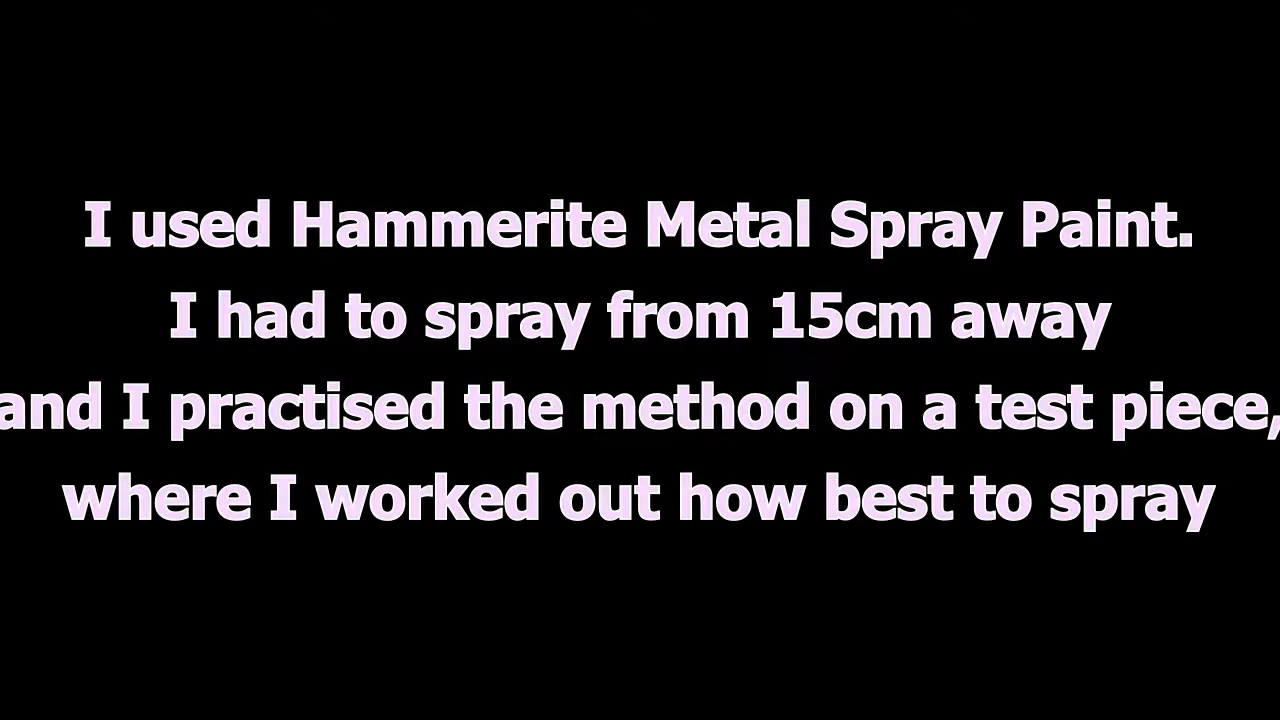 I used Hammerite Metal Spray Paint.
I had to spray from 15cm away
and I practised the method on a test piece,
where I worked out how best to spray